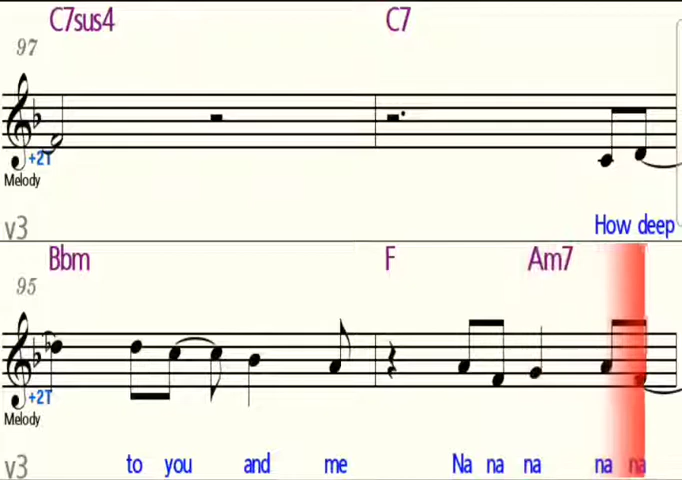 C7sus4 C7
97
+2T
Melody
v3 How deep
Bbm F Am7
95
+2T
Melody
v3 to you and me Na na na na na